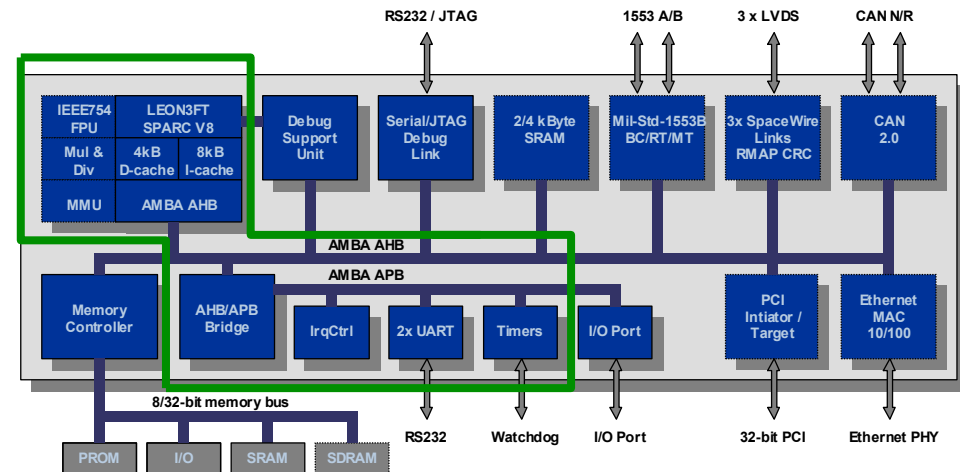 RS232 / JTAG
1553 A/B
3 x LVDS
CAN N/R
IEEE754
FPU
LEON3FT
SPARC V8
Mul &
Div
4kB
D-cache
8kB
I-cache
MMU
AMBA AHB
Debug
Support
Unit
Serial/JTAG
Debug
Link
2/4 kByte
SRAM
Mil-Std-1553B
BC/RT/MT
3x SpaceWire
Links
RMAP CRC
CAN
2.0
AMBA AHB
AMBA APB
Memory
Controller
AHB/APB
Bridge
IrqCtrl
2x UART
Timers
I/O Port
PCI
Intiator /
Target
Ethernet
MAC
10/100
8/32-bit memory bus
RS232
Watchdog
I/O Port
32-bit PCI
Ethernet PHY
PROM
I/O
SRAM
SDRAM